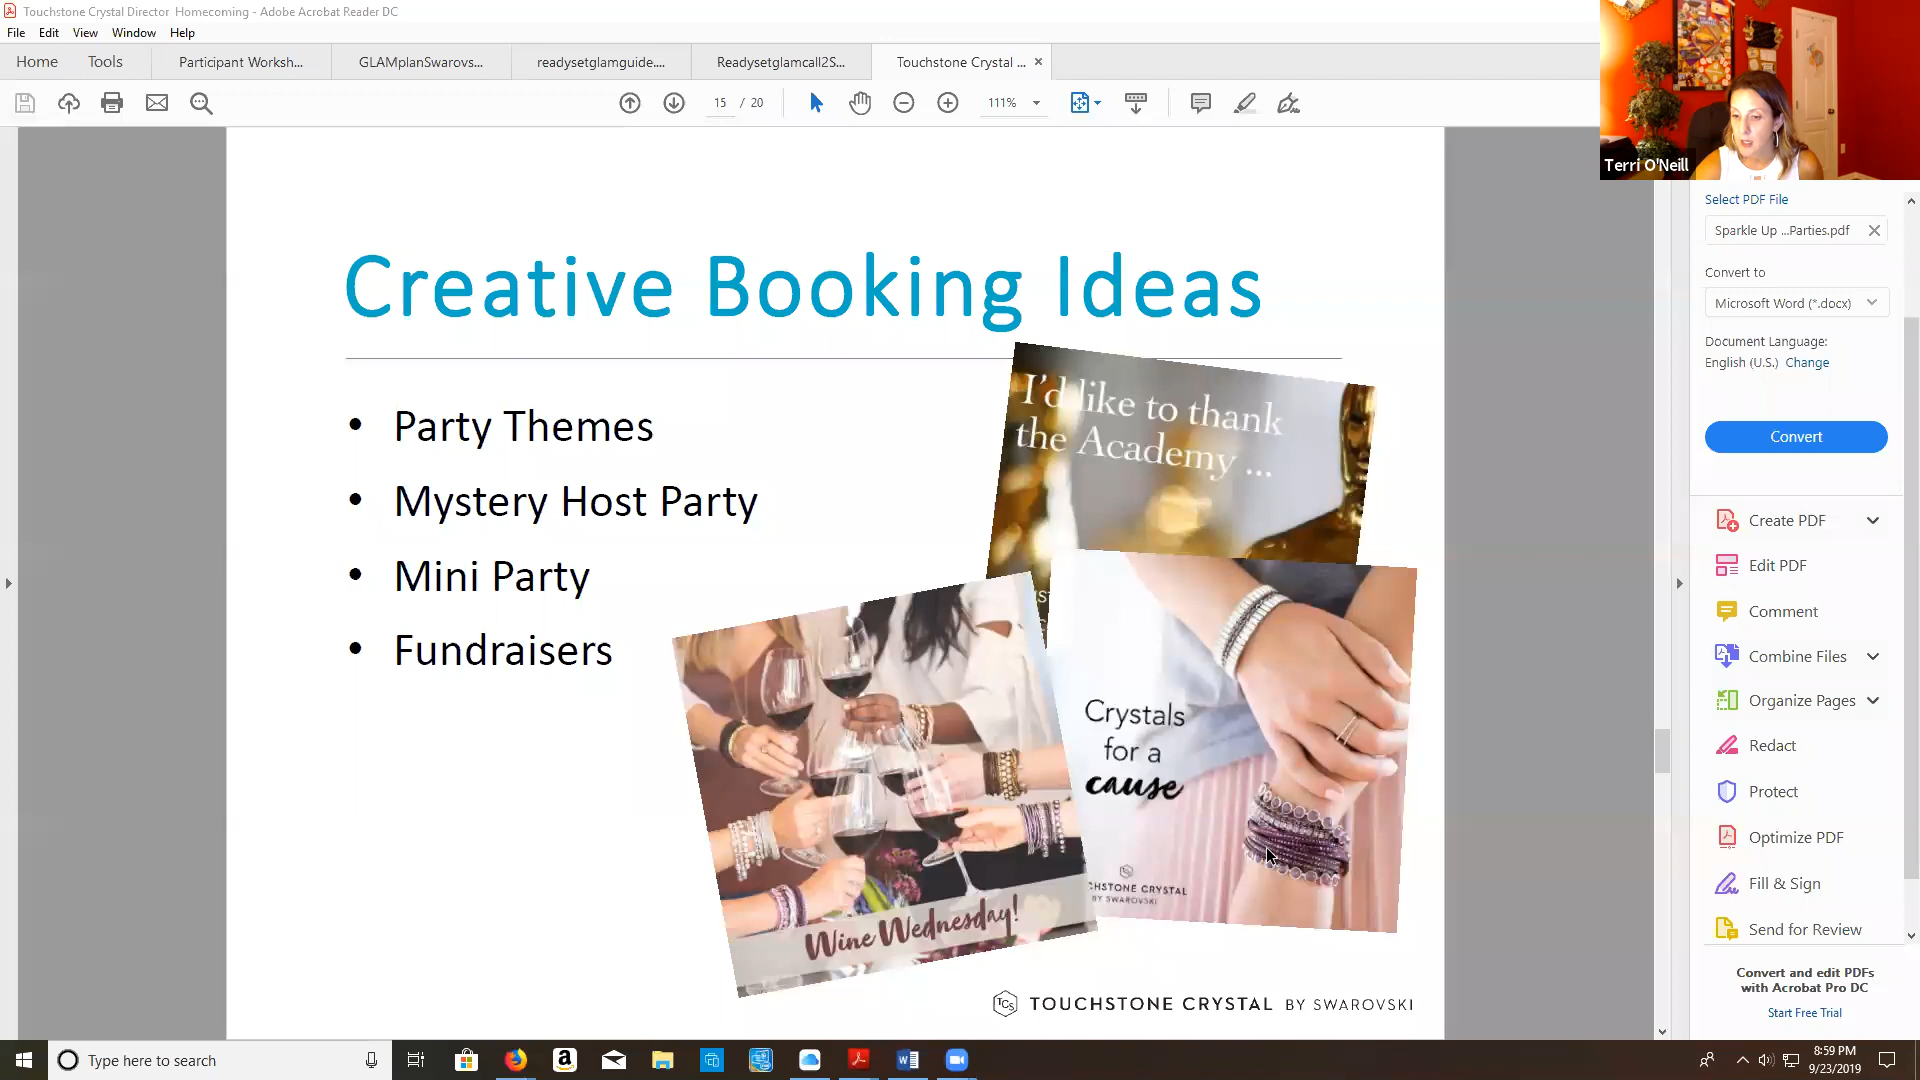 Touchstone Crystal Director  Homecoming - Adobe Acrobat Reader DC
File Edit View Window Help
Home Tools Participant Worksh... GLAMplanSwarovs... readysetglamguide.... Readysetglamcall2S... Touchstone Crystal ...
15 / 20 111%
Terri O'Neill
Select PDF File
Sparkle Up ...Parties.pdf
Convert to
Microsoft Word (*.docx)
Document Language:
English (U.S.) Change
Convert
Create PDF
Edit PDF
Comment
Combine Files
Organize Pages
Redact
Protect
Optimize PDF
Fill & Sign
Send for Review
Convert and edit PDFs
with Acrobat Pro DC
Start Free Trial
Creative Booking Ideas
• Party Themes
• Mystery Host Party
• Mini Party
• Fundraisers
I'd like to thank
the Academy ...
Crystals
for a
cause
CHSTONE CRYSTAL
BY SWAROVSKI
Wine Wednesday!
TCS TOUCHSTONE CRYSTAL BY SWAROVSKI
Type here to search
8:59 PM
9/23/2019